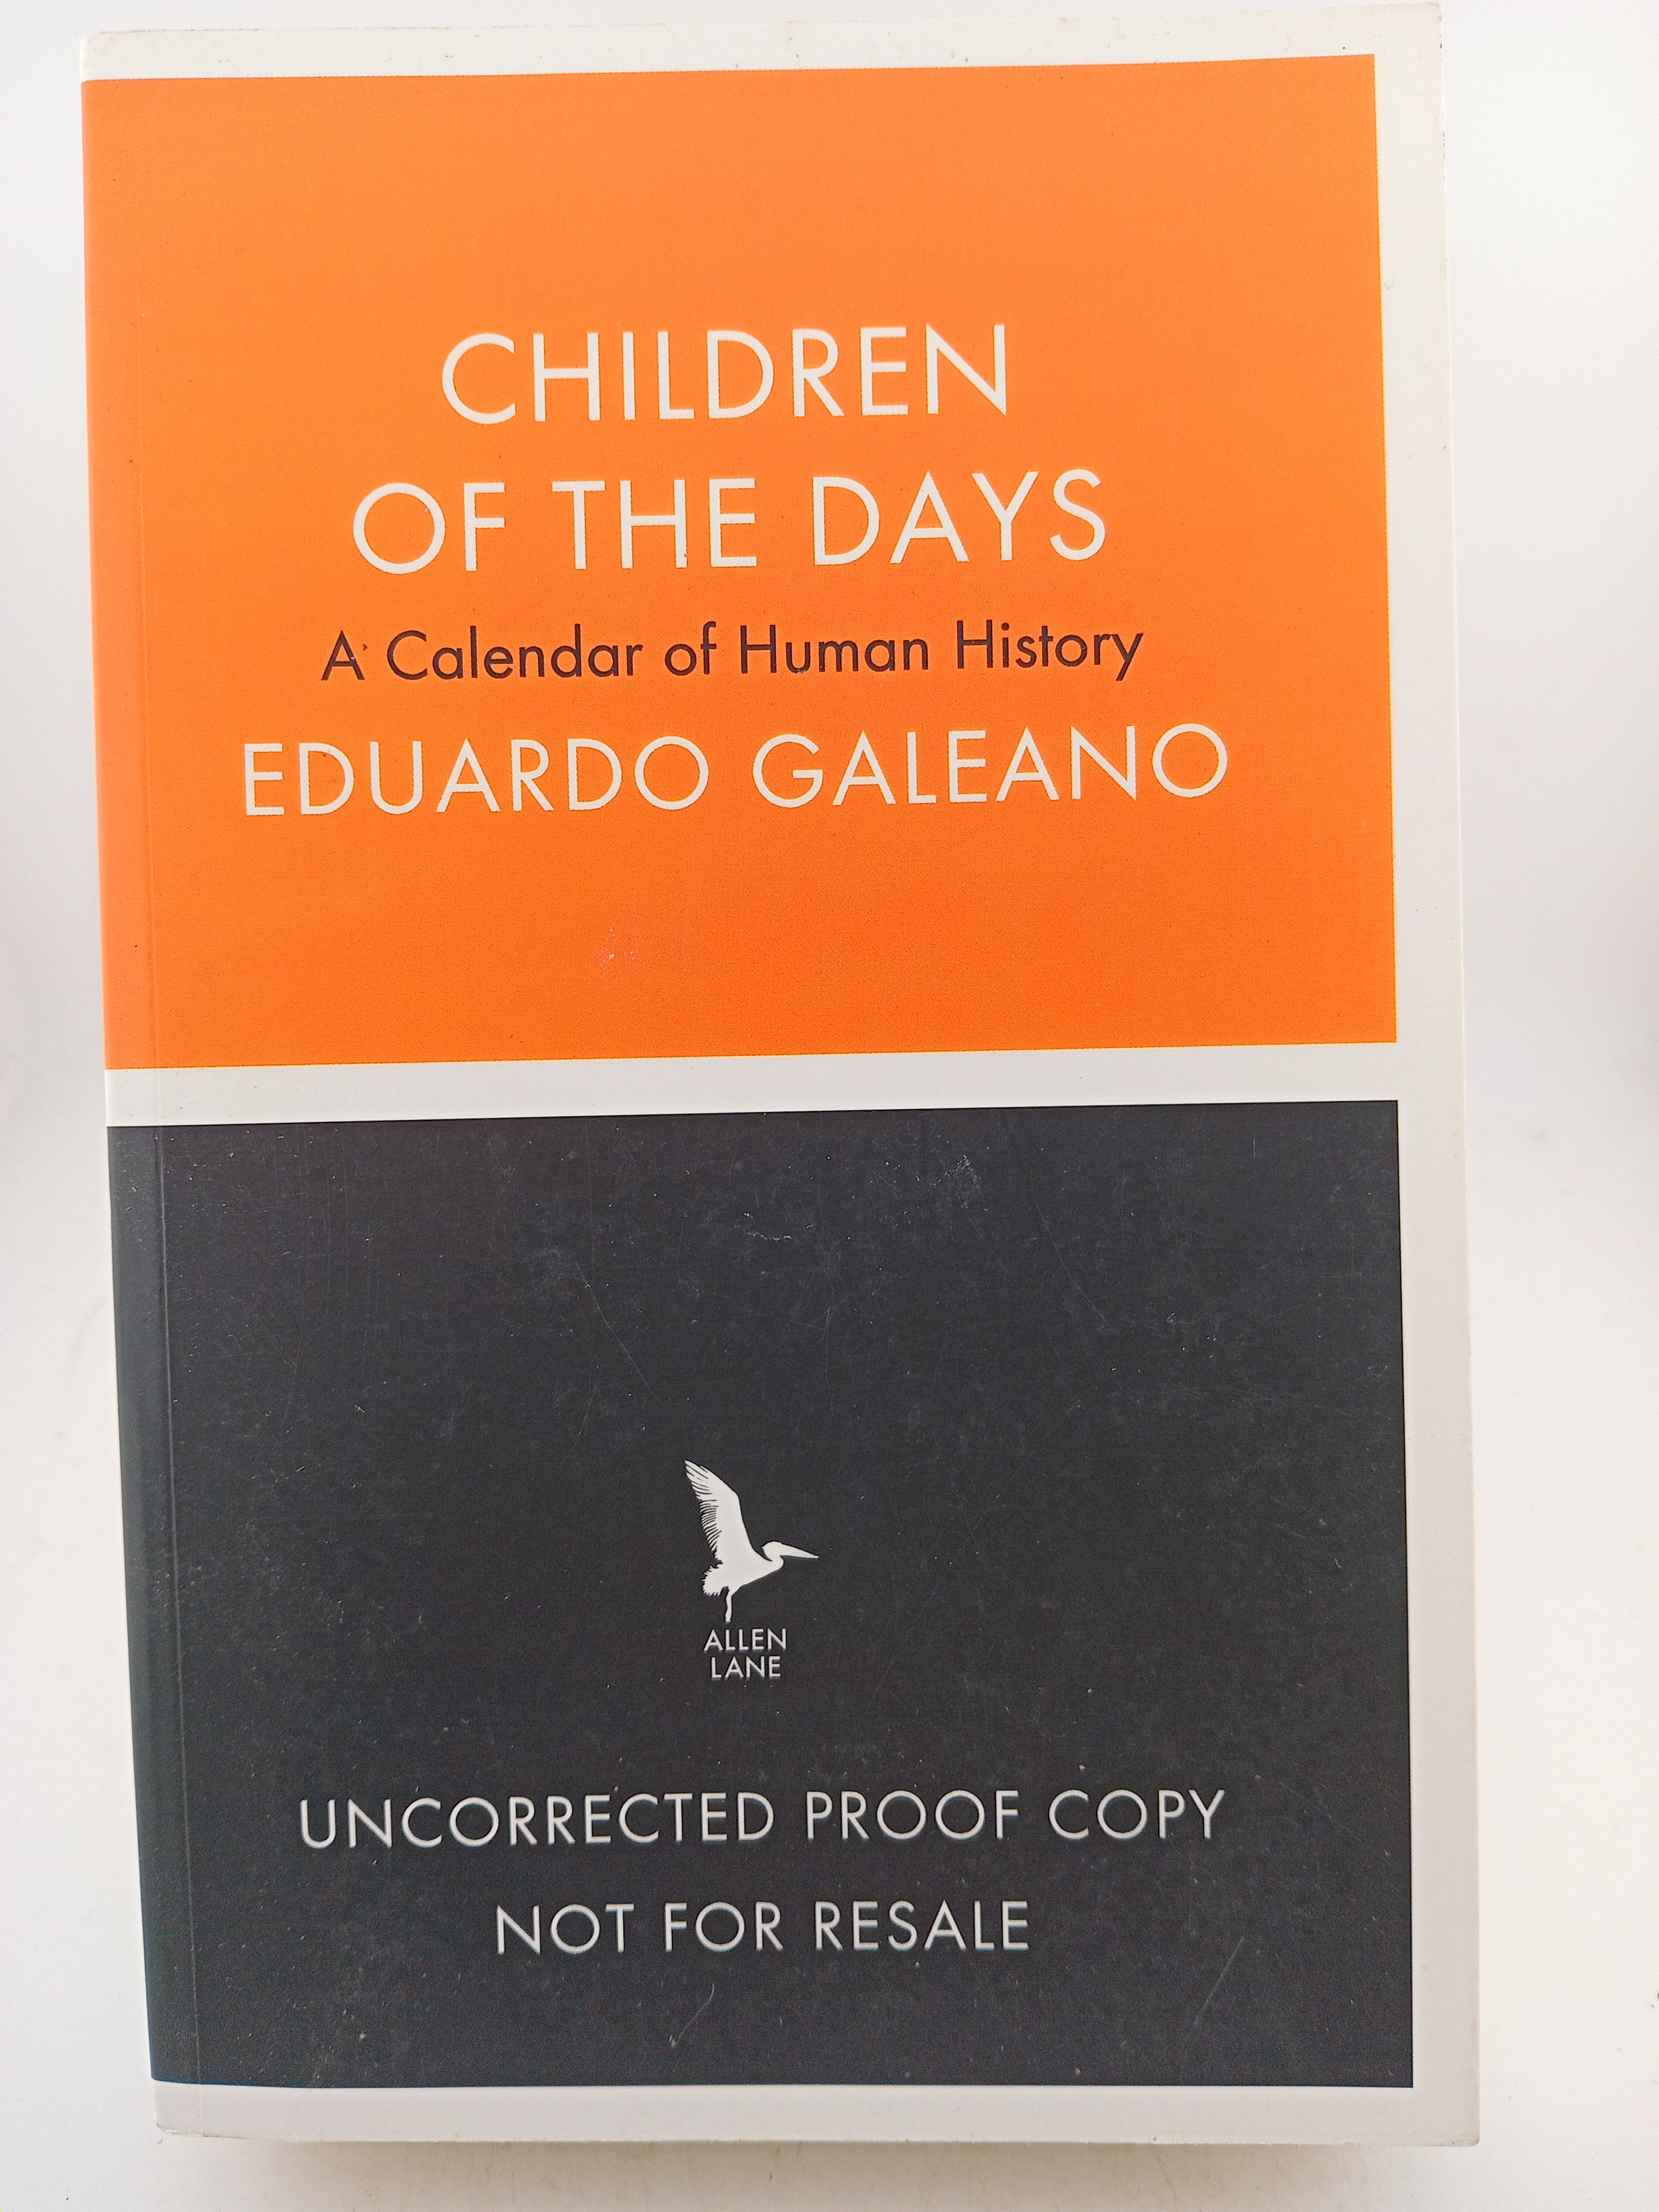 CHILDREN
OF THE DAYS
A Calendar of Human History
EDUARDO GALEANO
ALLEN
LANE
UNCORRECTED PROOF COPY
NOT FOR RESALE